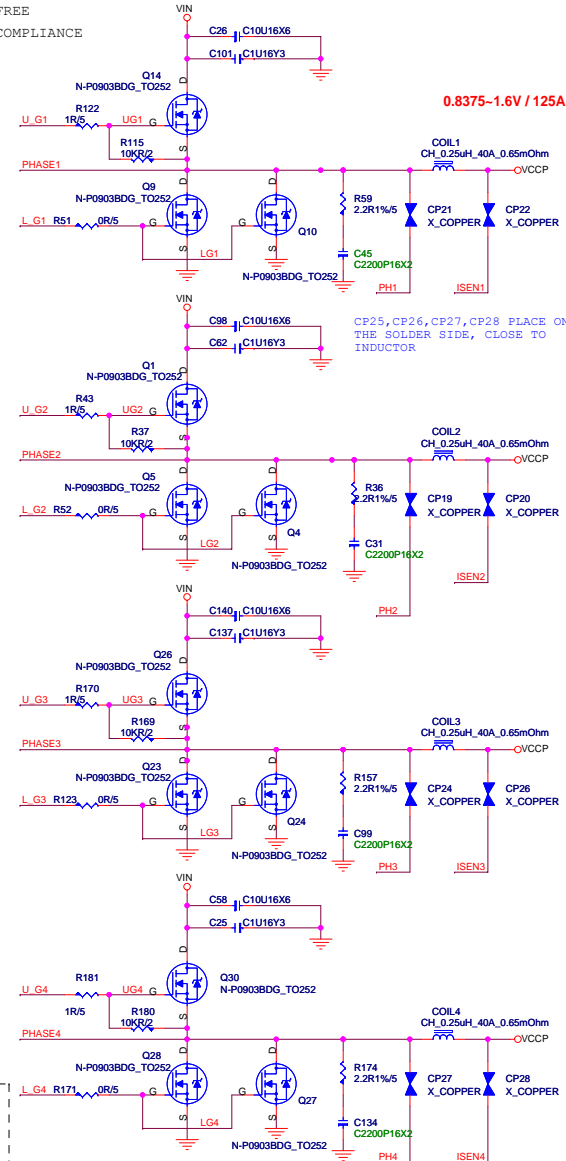 FREE
COMPLIANCE
VIN
C26 C10U16X6
C101 C1U16Y3
Q14
N-P0903BDG_TO252
D
0.8375~1.6V / 125A
R122
U_G1 1R/5 UG1 G
R115
10KR/2
S
PHASE1
COIL1
CH_0.25uH_40A_0.65mOhm
VCCP
Q9
N-P0903BDG_TO252
D D
R59
2.2R1%/5
CP21
X_COPPER
CP22
X_COPPER
L_G1 R51 0R/5 G G
Q10
S S
LG1
C45
C2200P16X2
N-P0903BDG_TO252
PH1 ISEN1
VIN
C98 C10U16X6
C62 C1U16Y3
CP25,CP26,CP27,CP28 PLACE ON
THE SOLDER SIDE, CLOSE TO
INDUCTOR
Q1
N-P0903BDG_TO252
D
R43
U_G2 1R/5 UG2 G
R37
10KR/2
S
PHASE2
COIL2
CH_0.25uH_40A_0.65mOhm
VCCP
Q5
N-P0903BDG_TO252
D D
R36
2.2R1%/5
CP19
X_COPPER
CP20
X_COPPER
L_G2 R52 0R/5 G G
Q4
S S
LG2
C31
C2200P16X2
N-P0903BDG_TO252
ISEN2
PH2
VIN
C140 C10U16X6
C137 C1U16Y3
Q26
N-P0903BDG_TO252
D
R170
U_G3 1R/5 UG3 G
R169
10KR/2
S
PHASE3
COIL3
CH_0.25uH_40A_0.65mOhm
VCCP
Q23
N-P0903BDG_TO252
D D
R157
2.2R1%/5
CP24
X_COPPER
CP26
X_COPPER
L_G3 R123 0R/5 G G
Q24
S S
LG3
C99
C2200P16X2
N-P0903BDG_TO252
PH3 ISEN3
VIN
C58 C10U16X6
C25 C1U16Y3
D
Q30
N-P0903BDG_TO252
R181
U_G4 UG4 G
1R/5
R180
10KR/2
S
PHASE4
COIL4
CH_0.25uH_40A_0.65mOhm
VCCP
Q28
N-P0903BDG_TO252
D D
R174
2.2R1%/5
CP27
X_COPPER
CP28
X_COPPER
L_G4 R171 0R/5 G G
Q27
S S
LG4
C134
C2200P16X2
N-P0903BDG_TO252
PH4 ISEN4